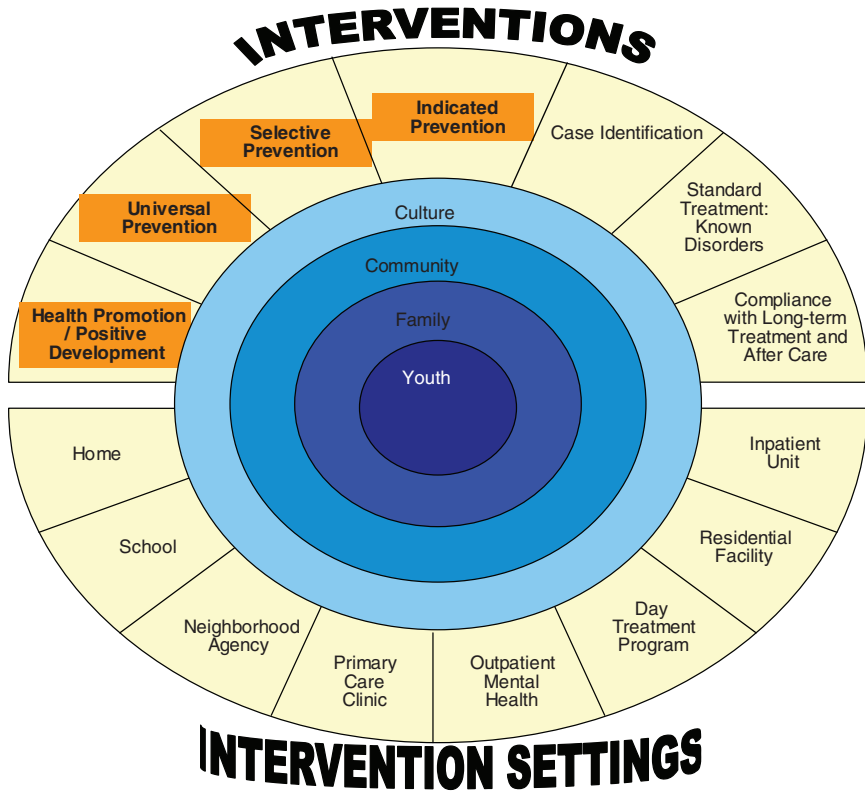 INTERVENTIONS
Indicated
Prevention
Selective
Prevention
Case Identification
Universal
Prevention
Standard
Treatment:
Known
Disorders
Health Promotion
/ Positive
Development
Compliance
with Long-term
Treatment and
After Care
Culture
Community
Family
Youth
Home
School
Neighborhood
Agency
Primary
Care
Clinic
Outpatient
Mental
Health
Day
Treatment
Program
Residential
Facility
Inpatient
Unit
INTERVENTION SETTINGS